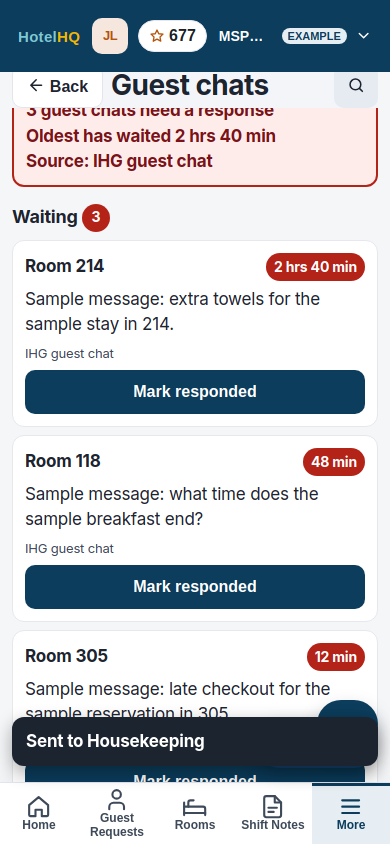 HotelHQ JL 677 MSP… EXAMPLE
Back Guest chats
3 guest chats need a response
Oldest has waited 2 hrs 40 min
Source: IHG guest chat
Waiting 3
Room 214 2 hrs 40 min
Sample message: extra towels for the
sample stay in 214.
IHG guest chat
Mark responded
Room 118 48 min
Sample message: what time does the
sample breakfast end?
IHG guest chat
Mark responded
Room 305 12 min
Sample message: late checkout for the
sample reservation in 305.
Sent to Housekeeping
Mark responded
Home Guest Requests Rooms Shift Notes More